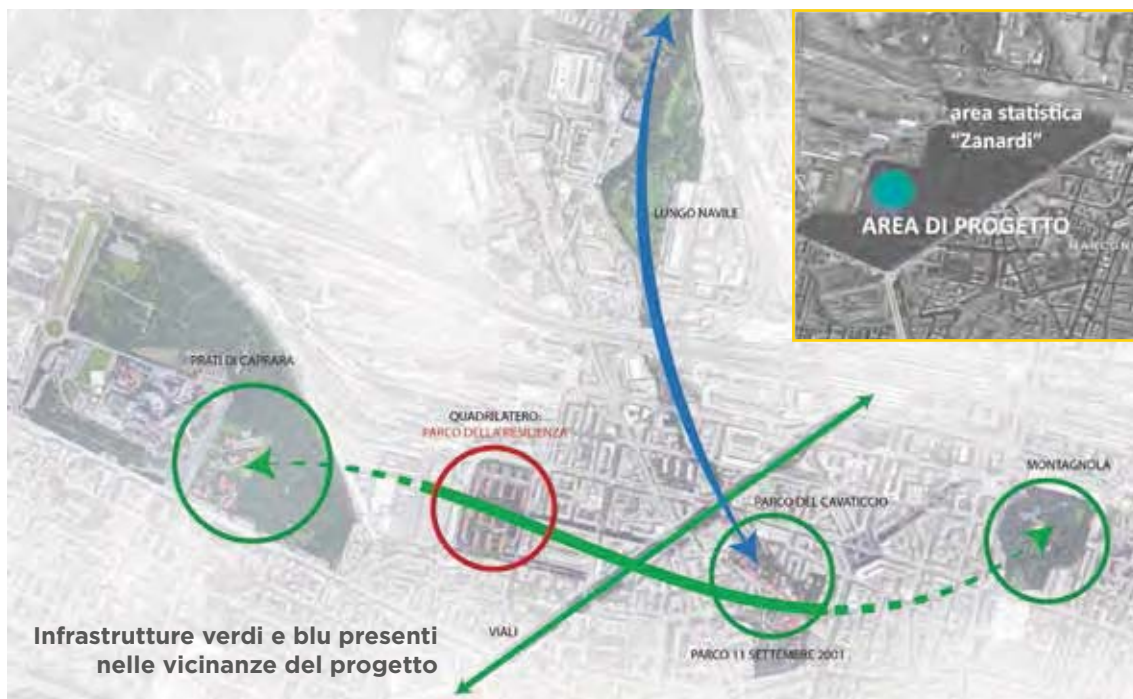 area statistica
"Zanardi"
AREA DI PROGETTO
LUNGO NAVILE
PRATI DI CAPRARA
QUADRILATERO:
PARCO DELLA RESILIENZA
MONTAGNOLA
PARCO DEL CAVATICCIO
VIALI
PARCO 11 SETTEMBRE 2001
Infrastrutture verdi e blu presenti
nelle vicinanze del progetto